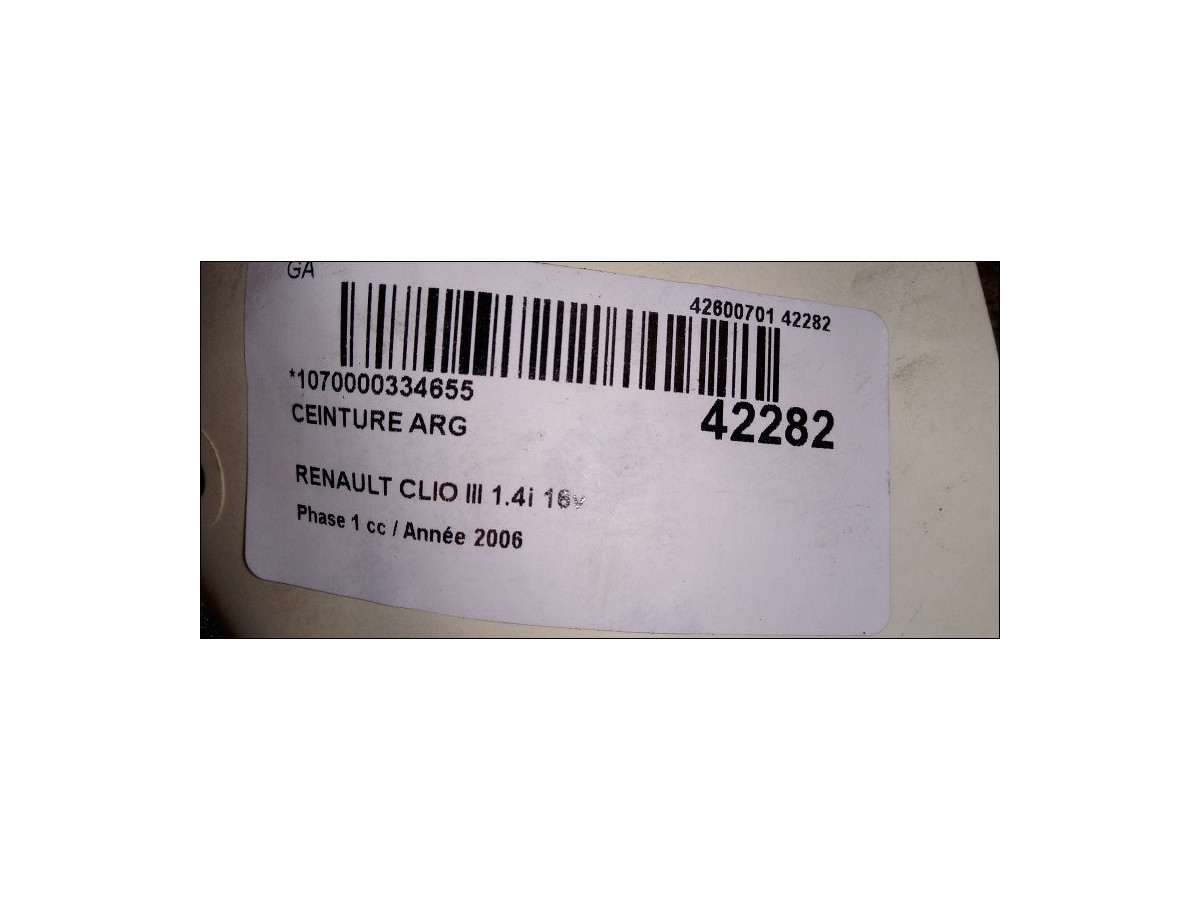 GA
42600701 42282
*1070000334655
42282
CEINTURE ARG
RENAULT CLIO III 1.4i 16v
Phase 1 cc / Année 2006